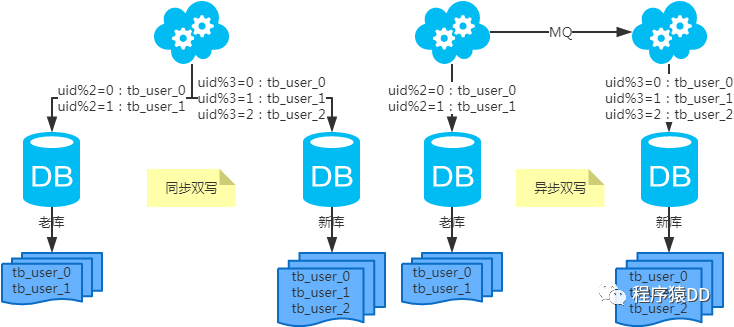 MQ
uid%2=0：tb_user_0
uid%2=1：tb_user_1
uid%3=0：tb_user_0
uid%3=1：tb_user_1
uid%3=2：tb_user_2
uid%2=0：tb_user_0
uid%2=1：tb_user_1
uid%3=0：tb_user_0
uid%3=1：tb_user_1
uid%3=2：tb_user_2
DB
同步双写
DB
DB
异步双写
DB
老库
新库
老库
新库
tb_user_0
tb_user_1
tb_user_0
tb_user_1
tb_user_2
tb_user_0
tb_user_1
tb_user_0
tb_user_1
tb_user_2
程序猿DD